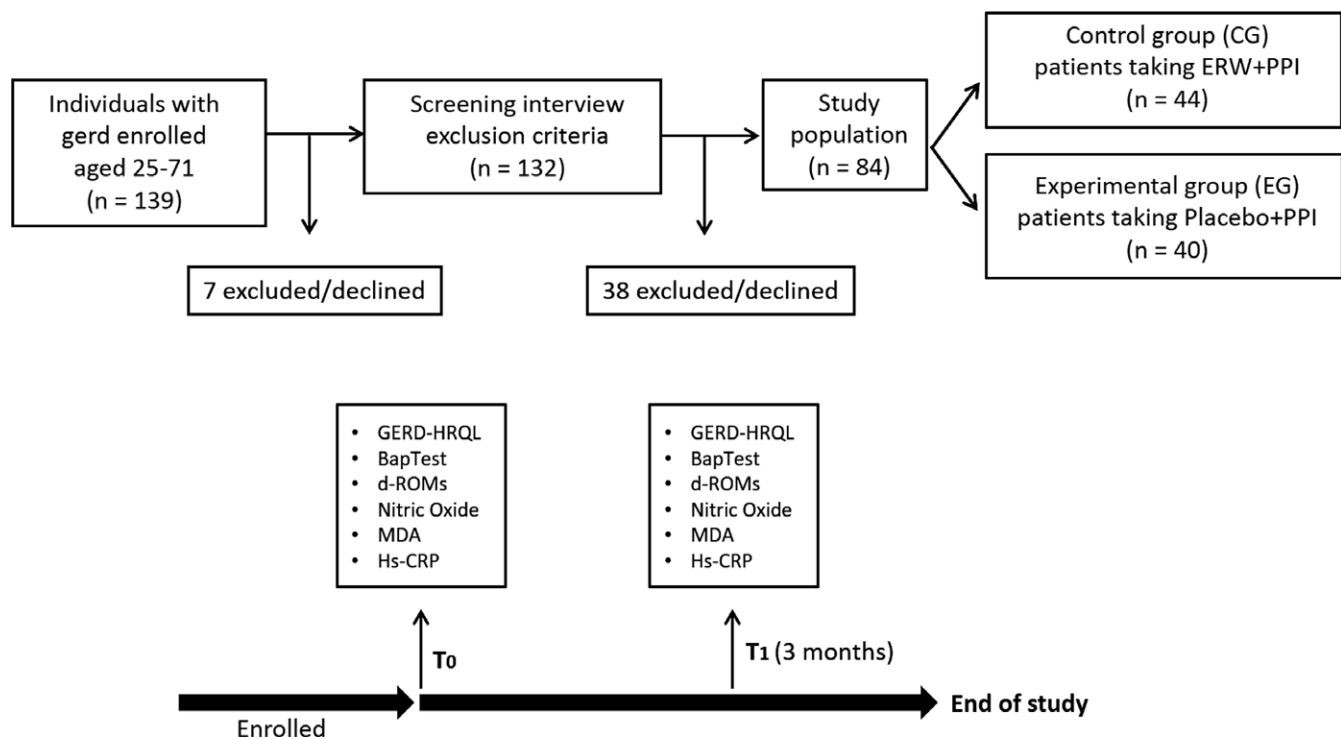 Individuals with
gerd enrolled
aged 25-71
(n = 139)
Screening interview
exclusion criteria
(n = 132)
Study
population
(n = 84)
Control group (CG)
patients taking ERW+PPI
(n = 44)
Experimental group (EG)
patients taking Placebo+PPI
(n = 40)
7 excluded/declined
38 excluded/declined
• GERD-HRQL
• BapTest
• d-ROMs
• Nitric Oxide
• MDA
• Hs-CRP
• GERD-HRQL
• BapTest
• d-ROMs
• Nitric Oxide
• MDA
• Hs-CRP
T0
T1 (3 months)
Enrolled
End of study